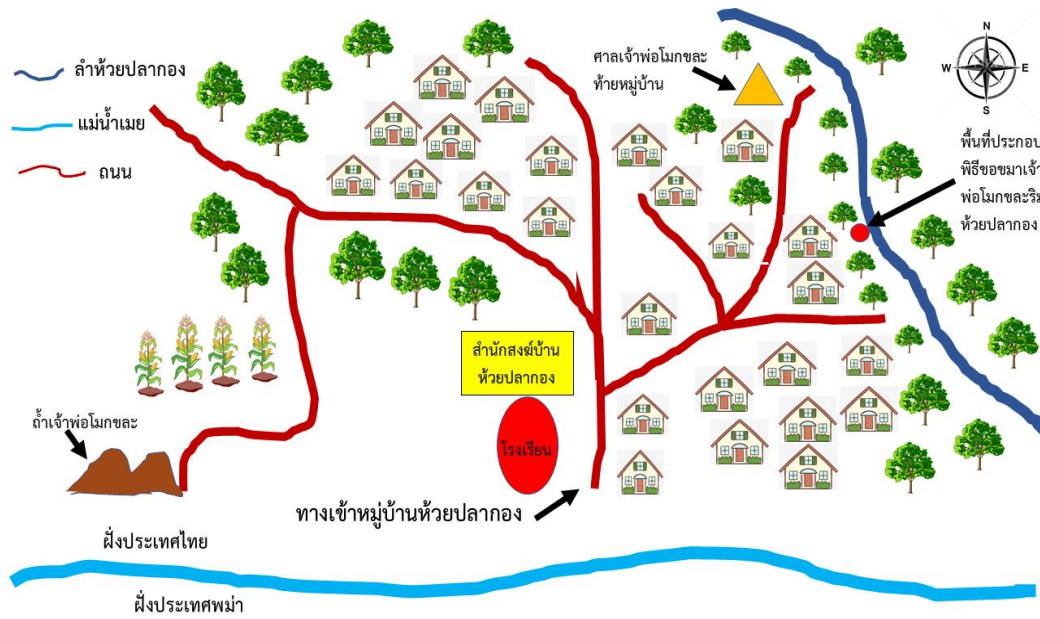 ลำห้วยปลากอง
แม่น้ำเมย
ถนน
ศาลเจ้าพ่อโมกขละ
ท้ายหมู่บ้าน
N
W
E
S
พื้นที่ประกอบ
พิธีขอขมาเจ้า
พ่อโมกขละริม
ห้วยปลากอง
สำนักสงฆ์บ้าน
ห้วยปลากอง
โรงเรียน
ถ้ำเจ้าพ่อโมกขละ
ทางเข้าหมู่บ้านห้วยปลากอง
ฝั่งประเทศไทย
ฝั่งประเทศพม่า